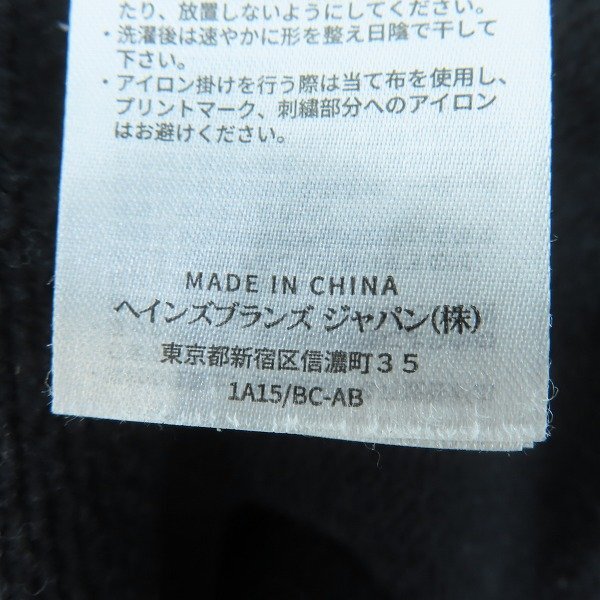 たり、放置しないようにしてください。
・洗濯後は速やかに形を整え日陰で干して
下さい。
・アイロン掛けを行う際は当て布を使用し、
プリントマーク、刺繍部分へのアイロン
はお避けください。
MADE IN CHINA
ヘインズブランズ ジャパン(株)
東京都新宿区信濃町３５
1A15/BC-AB